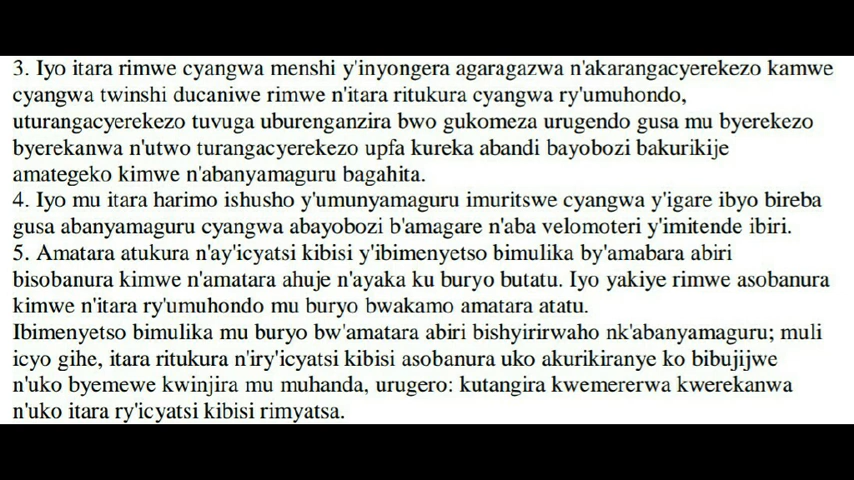 3. Iyo itara rimwe cyangwa menshi y'inyongera agaragazwa n'akarangacyerekezo kamwe
cyangwa twinshi ducaniwe rimwe n'itara ritukura cyangwa ry'umuhondo,
uturangacyerekezo tuvuga uburenganzira bwo gukomeza urugendo gusa mu byerekezo
byerekanwa n'utwo turangacyerekezo upfa kureka abandi bayobozi bakurikije
amategeko kimwe n'abanyamaguru bagahita.
4. Iyo mu itara harimo ishusho y'umunyamaguru imuritswe cyangwa y'igare ibyo bireba
gusa abanyamaguru cyangwa abayobozi b'amagare n'aba velomoteri y'imitende ibiri.
5. Amatara atukura n'ay'icyatsi kibisi y'ibimenyetso bimulika by'amabara abiri
bisobanura kimwe n'amatara ahuje n'ayaka ku buryo butatu. Iyo yakiye rimwe asobanura
kimwe n'itara ry'umuhondo mu buryo bwakamo amatara atatu.
Ibimenyetso bimulika mu buryo bw'amatara abiri bishyirirwaho nk'abanyamaguru; muli
icyo gihe, itara ritukura n'iry'icyatsi kibisi asobanura uko akurikiranye ko bibujijwe
n'uko byemewe kwinjira mu muhanda, urugero: kutangira kwemererwa kwerekanwa
n'uko itara ry'icyatsi kibisi rimyatsa.